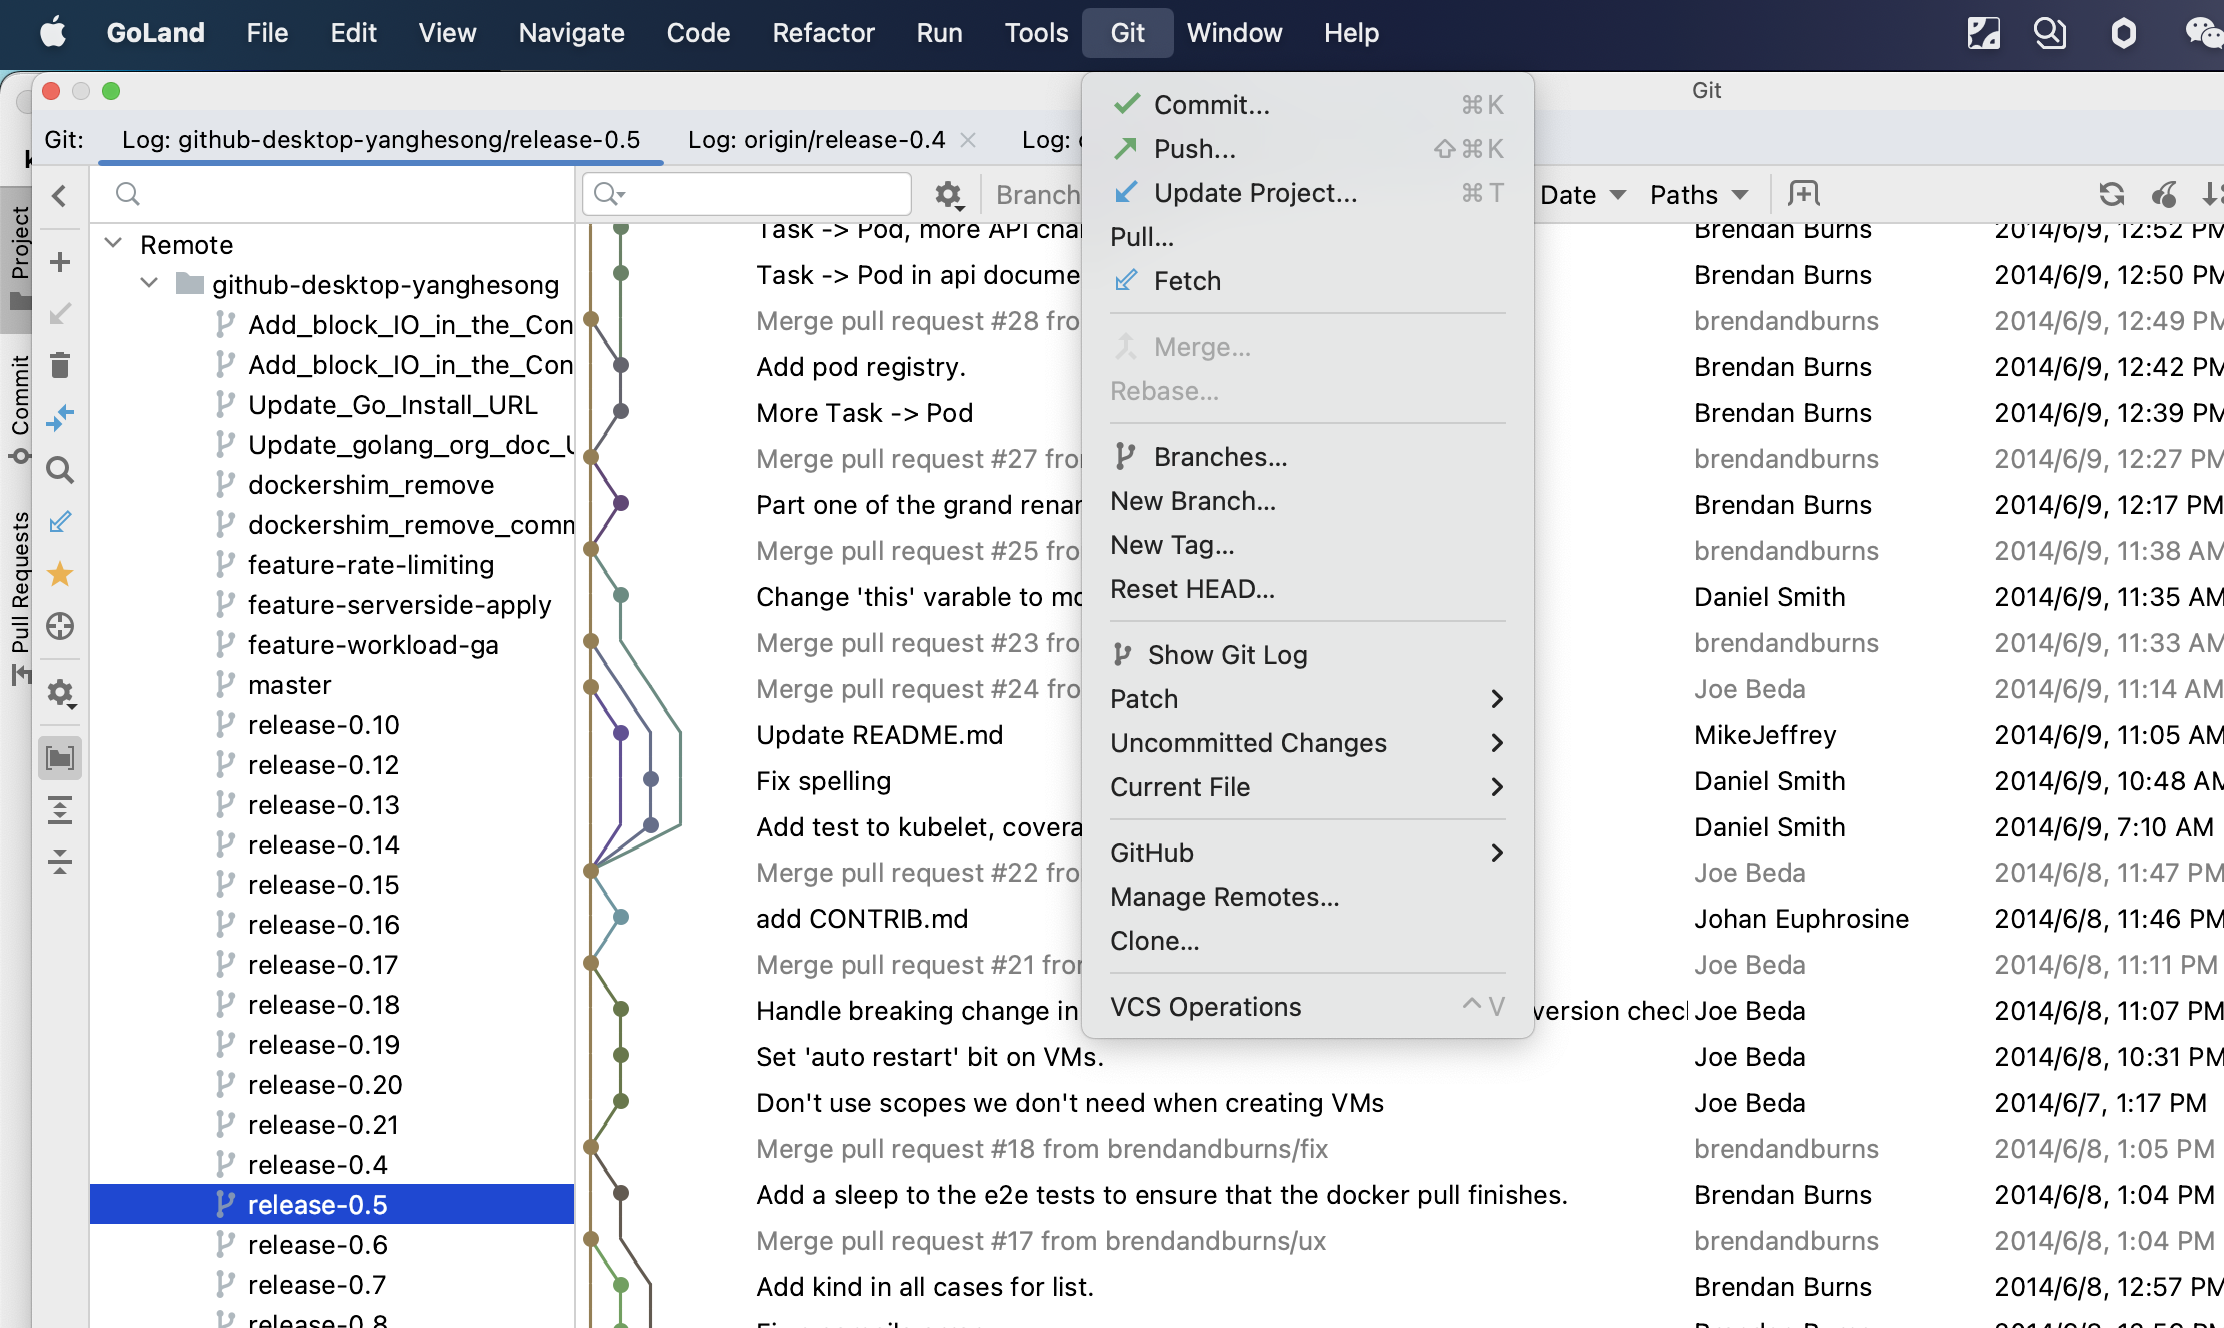 GoLand File Edit View Navigate Code Refactor Run Tools Git Window Help
Git
Git: Log: github-desktop-yanghesong/release-0.5 Log: origin/release-0.4 Log:
Branch Date Paths
Project
Commit
Pull Requests
Remote
github-desktop-yanghesong
Add_block_IO_in_the_Con
Add_block_IO_in_the_Con
Update_Go_Install_URL
Update_golang_org_doc_U
dockershim_remove
dockershim_remove_comm
feature-rate-limiting
feature-serverside-apply
feature-workload-ga
master
release-0.10
release-0.12
release-0.13
release-0.14
release-0.15
release-0.16
release-0.17
release-0.18
release-0.19
release-0.20
release-0.21
release-0.4
release-0.5
release-0.6
release-0.7
release-0.8
Task -> Pod, more API cha Brendan Burns 2014/6/9, 12:52 PM
Task -> Pod in api docume Brendan Burns 2014/6/9, 12:50 PM
Merge pull request #28 fro brendandburns 2014/6/9, 12:49 PM
Add pod registry. Brendan Burns 2014/6/9, 12:42 PM
More Task -> Pod Brendan Burns 2014/6/9, 12:39 PM
Merge pull request #27 fro brendandburns 2014/6/9, 12:27 PM
Part one of the grand renar Brendan Burns 2014/6/9, 12:17 PM
Merge pull request #25 fro brendandburns 2014/6/9, 11:38 AM
Change 'this' varable to mo Daniel Smith 2014/6/9, 11:35 AM
Merge pull request #23 fro brendandburns 2014/6/9, 11:33 AM
Merge pull request #24 fro Joe Beda 2014/6/9, 11:14 AM
Update README.md MikeJeffrey 2014/6/9, 11:05 AM
Fix spelling Daniel Smith 2014/6/9, 10:48 AM
Add test to kubelet, covera Daniel Smith 2014/6/9, 7:10 AM
Merge pull request #22 fro Joe Beda 2014/6/8, 11:47 PM
add CONTRIB.md Johan Euphrosine 2014/6/8, 11:46 PM
Merge pull request #21 fro Joe Beda 2014/6/8, 11:11 PM
Handle breaking change in version check Joe Beda 2014/6/8, 11:07 PM
Set 'auto restart' bit on VMs. Joe Beda 2014/6/8, 10:31 PM
Don't use scopes we don't need when creating VMs Joe Beda 2014/6/7, 1:17 PM
Merge pull request #18 from brendandburns/fix brendandburns 2014/6/8, 1:05 PM
Add a sleep to the e2e tests to ensure that the docker pull finishes. Brendan Burns 2014/6/8, 1:04 PM
Merge pull request #17 from brendandburns/ux brendandburns 2014/6/8, 1:04 PM
Add kind in all cases for list. Brendan Burns 2014/6/8, 12:57 PM
Commit... ⌘K
Push... ⇧⌘K
Update Project... ⌘T
Pull...
Fetch
Merge...
Rebase...
Branches...
New Branch...
New Tag...
Reset HEAD...
Show Git Log
Patch
Uncommitted Changes
Current File
GitHub
Manage Remotes...
Clone...
VCS Operations ^V